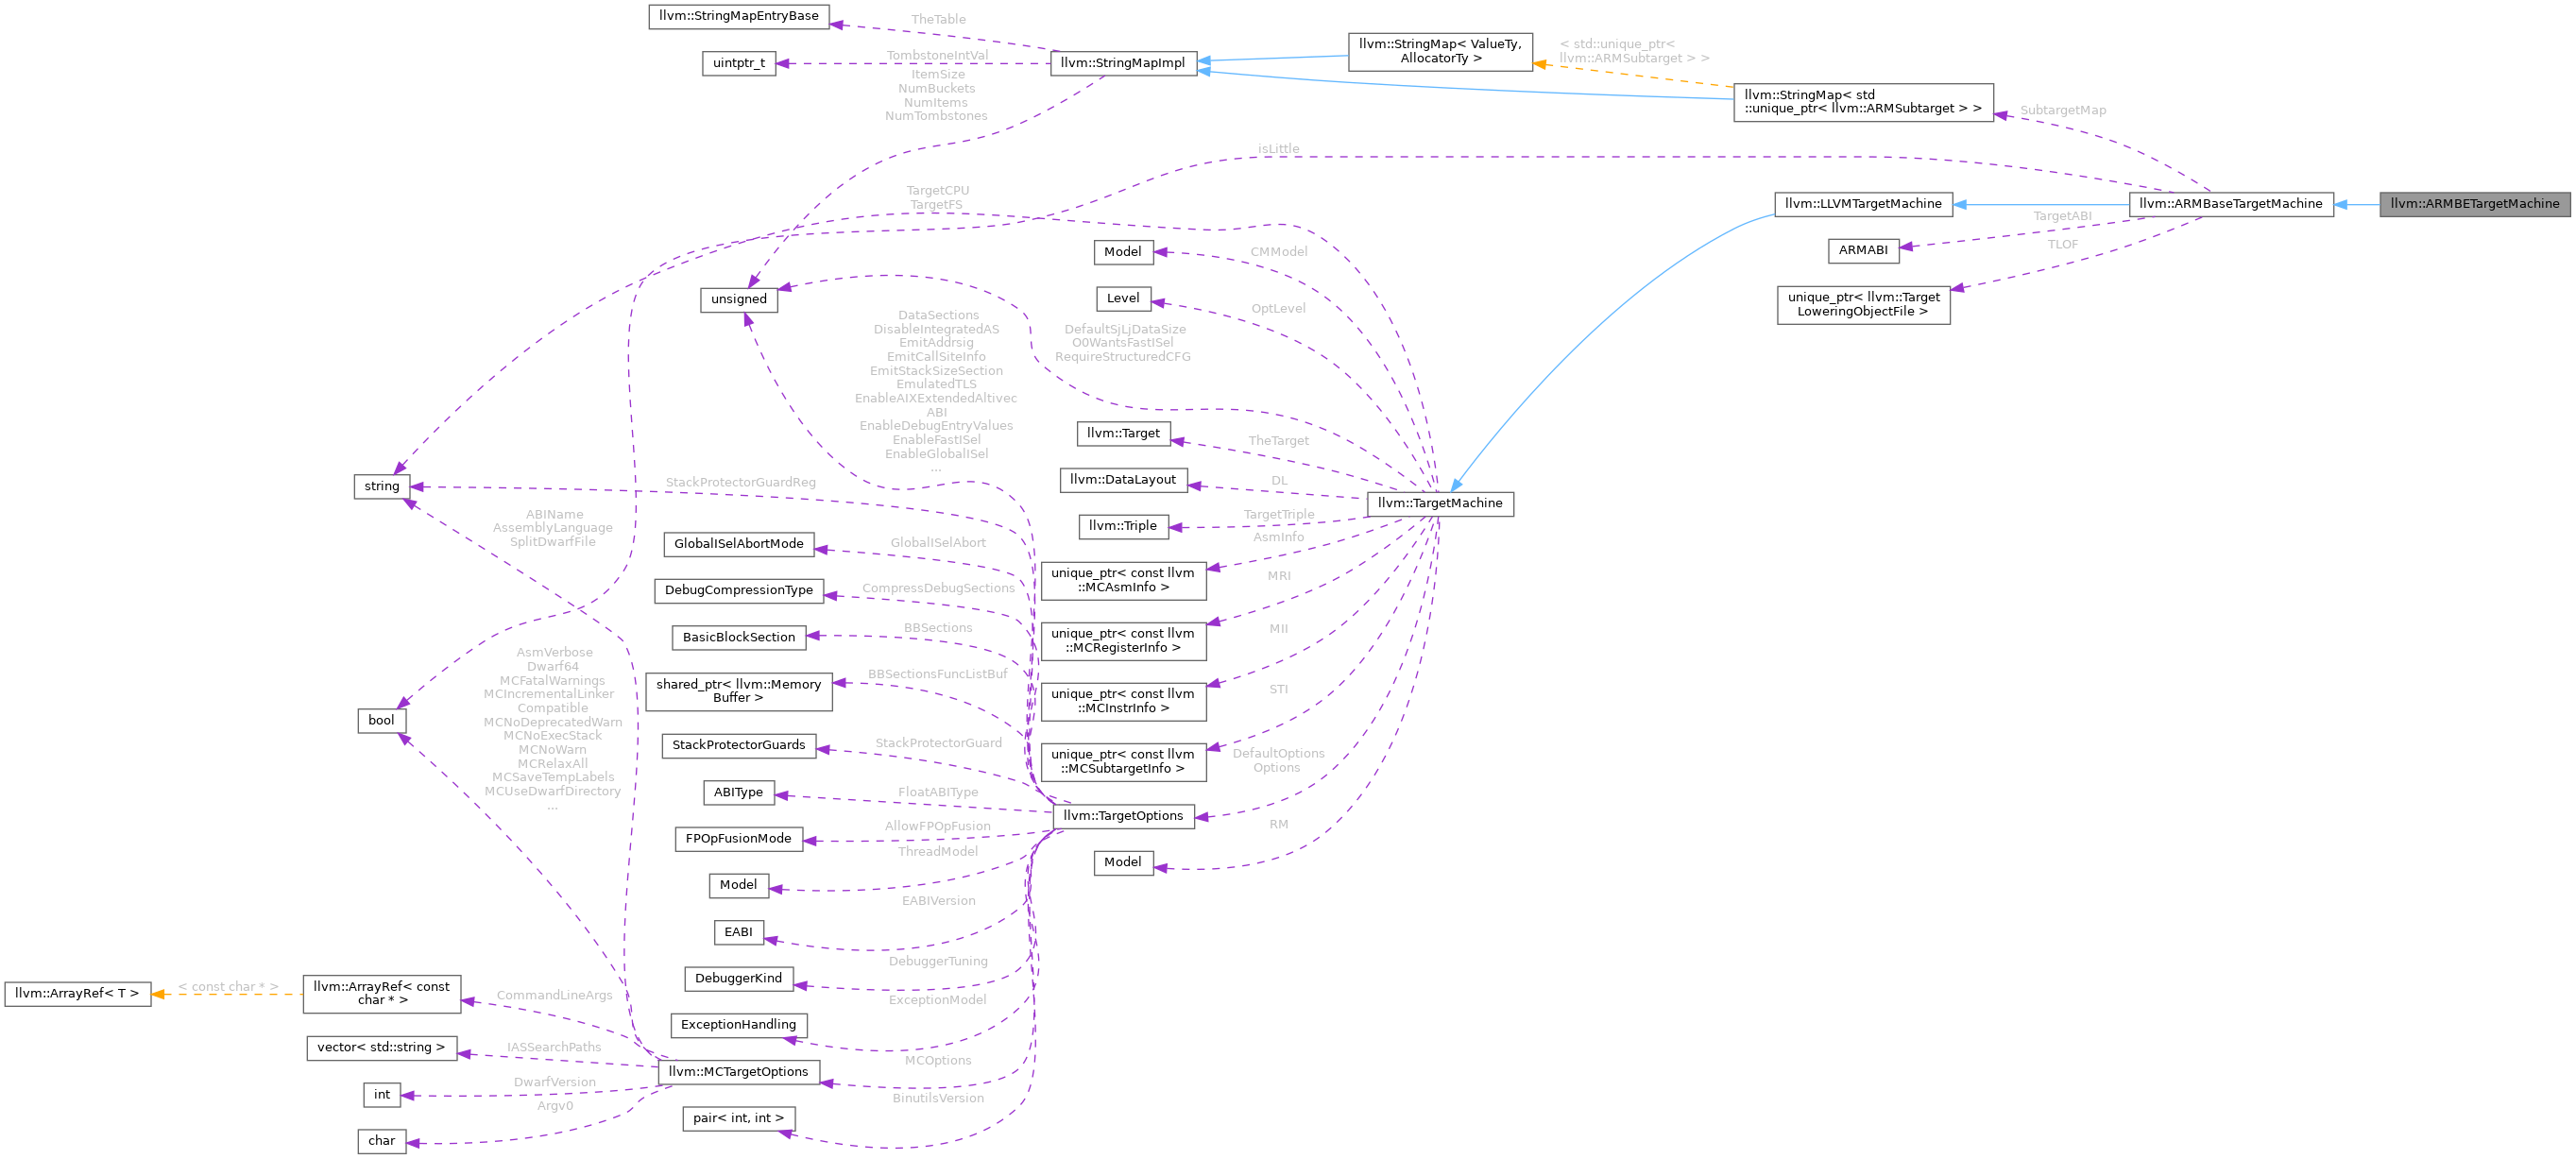 llvm::StringMapEntryBase
TheTable
uintptr_t
TombstoneIntVal
llvm::StringMapImpl
ItemSize
NumBuckets
NumItems
NumTombstones
llvm::StringMap< ValueTy,
AllocatorTy >
< std::unique_ptr<
llvm::ARMSubtarget > >
llvm::StringMap< std
::unique_ptr< llvm::ARMSubtarget > >
SubtargetMap
isLittle
TargetCPU
TargetFS
llvm::LLVMTargetMachine
llvm::ARMBaseTargetMachine
llvm::ARMBETargetMachine
TargetABI
ARMABI
TLOF
unique_ptr< llvm::Target
LoweringObjectFile >
Model
CMModel
Level
OptLevel
unsigned
DataSections
DisableIntegratedAS
EmitAddrsig
EmitCallSiteInfo
EmitStackSizeSection
EmulatedTLS
EnableAIXExtendedAltivec
ABI
EnableDebugEntryValues
EnableFastISel
EnableGlobalISel
...
DefaultSjLjDataSize
O0WantsFastISel
RequireStructuredCFG
llvm::Target
TheTarget
llvm::DataLayout
DL
llvm::TargetMachine
llvm::Triple
TargetTriple
AsmInfo
unique_ptr< const llvm
::MCAsmInfo >
MRI
unique_ptr< const llvm
::MCRegisterInfo >
MII
unique_ptr< const llvm
::MCInstrInfo >
STI
unique_ptr< const llvm
::MCSubtargetInfo >
DefaultOptions
Options
llvm::TargetOptions
RM
Model
string
StackProtectorGuardReg
ABIName
AssemblyLanguage
SplitDwarfFile
GlobalISelAbortMode
GlobalISelAbort
DebugCompressionType
CompressDebugSections
BasicBlockSection
BBSections
shared_ptr< llvm::Memory
Buffer >
BBSectionsFuncListBuf
StackProtectorGuards
StackProtectorGuard
ABIType
FloatABIType
FPOpFusionMode
AllowFPOpFusion
Model
ThreadModel
EABI
EABIVersion
DebuggerKind
DebuggerTuning
ExceptionHandling
ExceptionModel
llvm::MCTargetOptions
MCOptions
pair< int, int >
BinutilsVersion
bool
AsmVerbose
Dwarf64
MCFatalWarnings
MCIncrementalLinker
Compatible
MCNoDeprecatedWarn
MCNoExecStack
MCNoWarn
MCRelaxAll
MCSaveTempLabels
MCUseDwarfDirectory
...
llvm::ArrayRef< T >
< const char * >
llvm::ArrayRef< const
char * >
CommandLineArgs
vector< std::string >
IASSearchPaths
int
DwarfVersion
char
Argv0